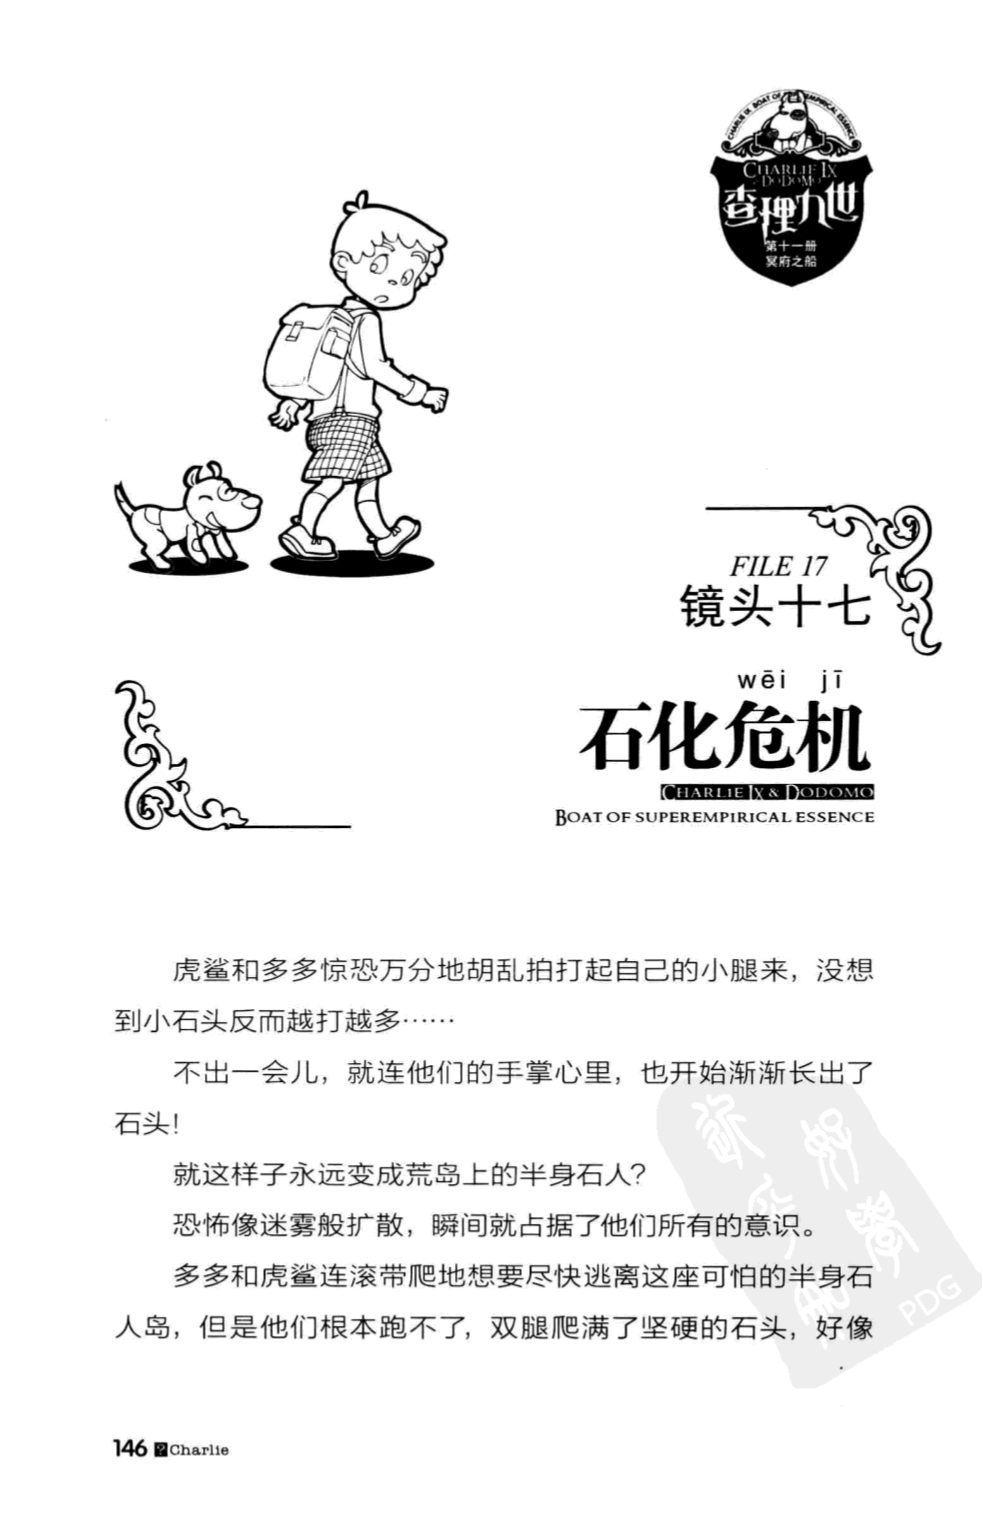 CHARLIE IX BOAT OF SUPEREMPIRICAL ESSENCE
CHARLIE IX
DODOMO
查理九世
第十一册
冥府之船
FILE 17
镜头十七
wēi jī
石化危机
CHARLIE IX & DODOMO
BOAT OF SUPEREMPIRICAL ESSENCE
虎鲨和多多惊恐万分地胡乱拍打起自己的小腿来，没想
到小石头反而越打越多……
不出一会儿，就连他们的手掌心里，也开始渐渐长出了
石头！
就这样子永远变成荒岛上的半身石人？
恐怖像迷雾般扩散，瞬间就占据了他们所有的意识。
多多和虎鲨连滚带爬地想要尽快逃离这座可怕的半身石
人岛，但是他们根本跑不了，双腿爬满了坚硬的石头，好像
PDG
146 ? Charlie